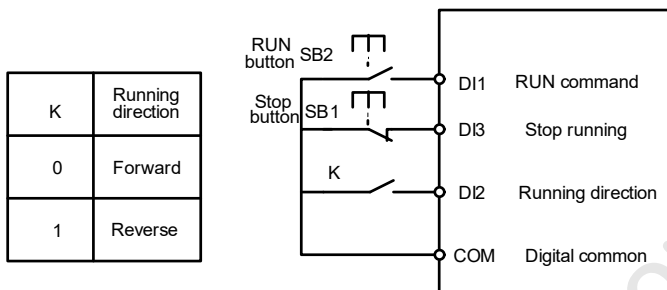 K
Running
direction
0
Forward
1
Reverse
RUN
button SB2
DI1 RUN command
Stop
button SB1
DI3 Stop running
K
DI2 Running direction
COM Digital common